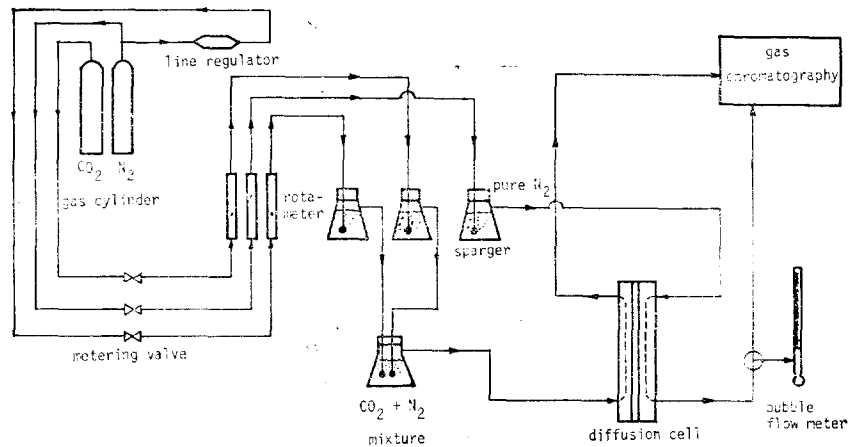 line regulator
gas
chromatography
CO2 N2
gas cylinder
rota-
meter
pure N2
sparger
metering valve
CO2 + N2
mixture
diffusion cell
bubble
flow meter